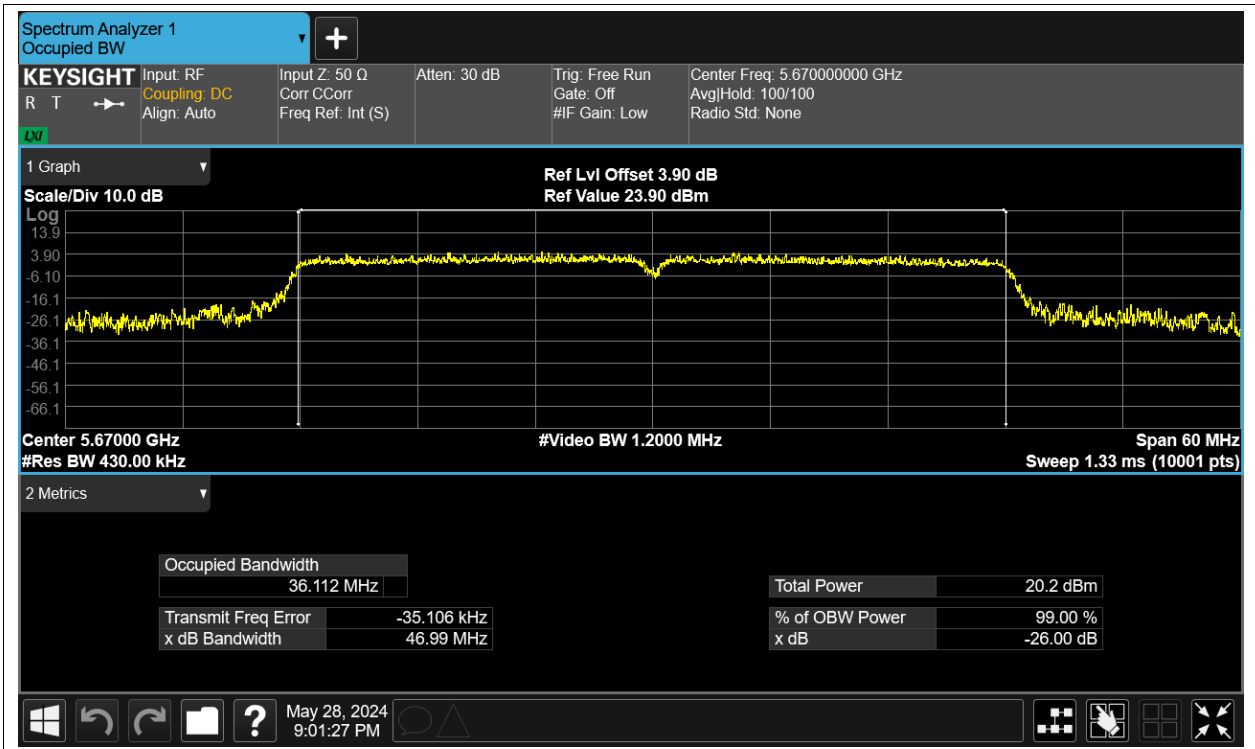 Spectrum Analyzer 1
Occupied BW
KEYSIGHT
R T
LXI
Input: RF
Coupling: DC
Align: Auto
Input Z: 50 Ω
Corr CCorr
Freq Ref: Int (S)
Atten: 30 dB
Trig: Free Run
Gate: Off
#IF Gain: Low
Center Freq: 5.670000000 GHz
Avg|Hold: 100/100
Radio Std: None
1 Graph
Scale/Div 10.0 dB
Ref Lvl Offset 3.90 dB
Ref Value 23.90 dBm
Log
13.9
3.90
-6.10
-16.1
-26.1
-36.1
-46.1
-56.1
-66.1
Center 5.67000 GHz
#Res BW 430.00 kHz
#Video BW 1.2000 MHz
Span 60 MHz
Sweep 1.33 ms (10001 pts)
2 Metrics
Occupied Bandwidth
36.112 MHz
Transmit Freq Error -35.106 kHz
x dB Bandwidth 46.99 MHz
Total Power 20.2 dBm
% of OBW Power 99.00 %
x dB -26.00 dB
?
May 28, 2024
9:01:27 PM